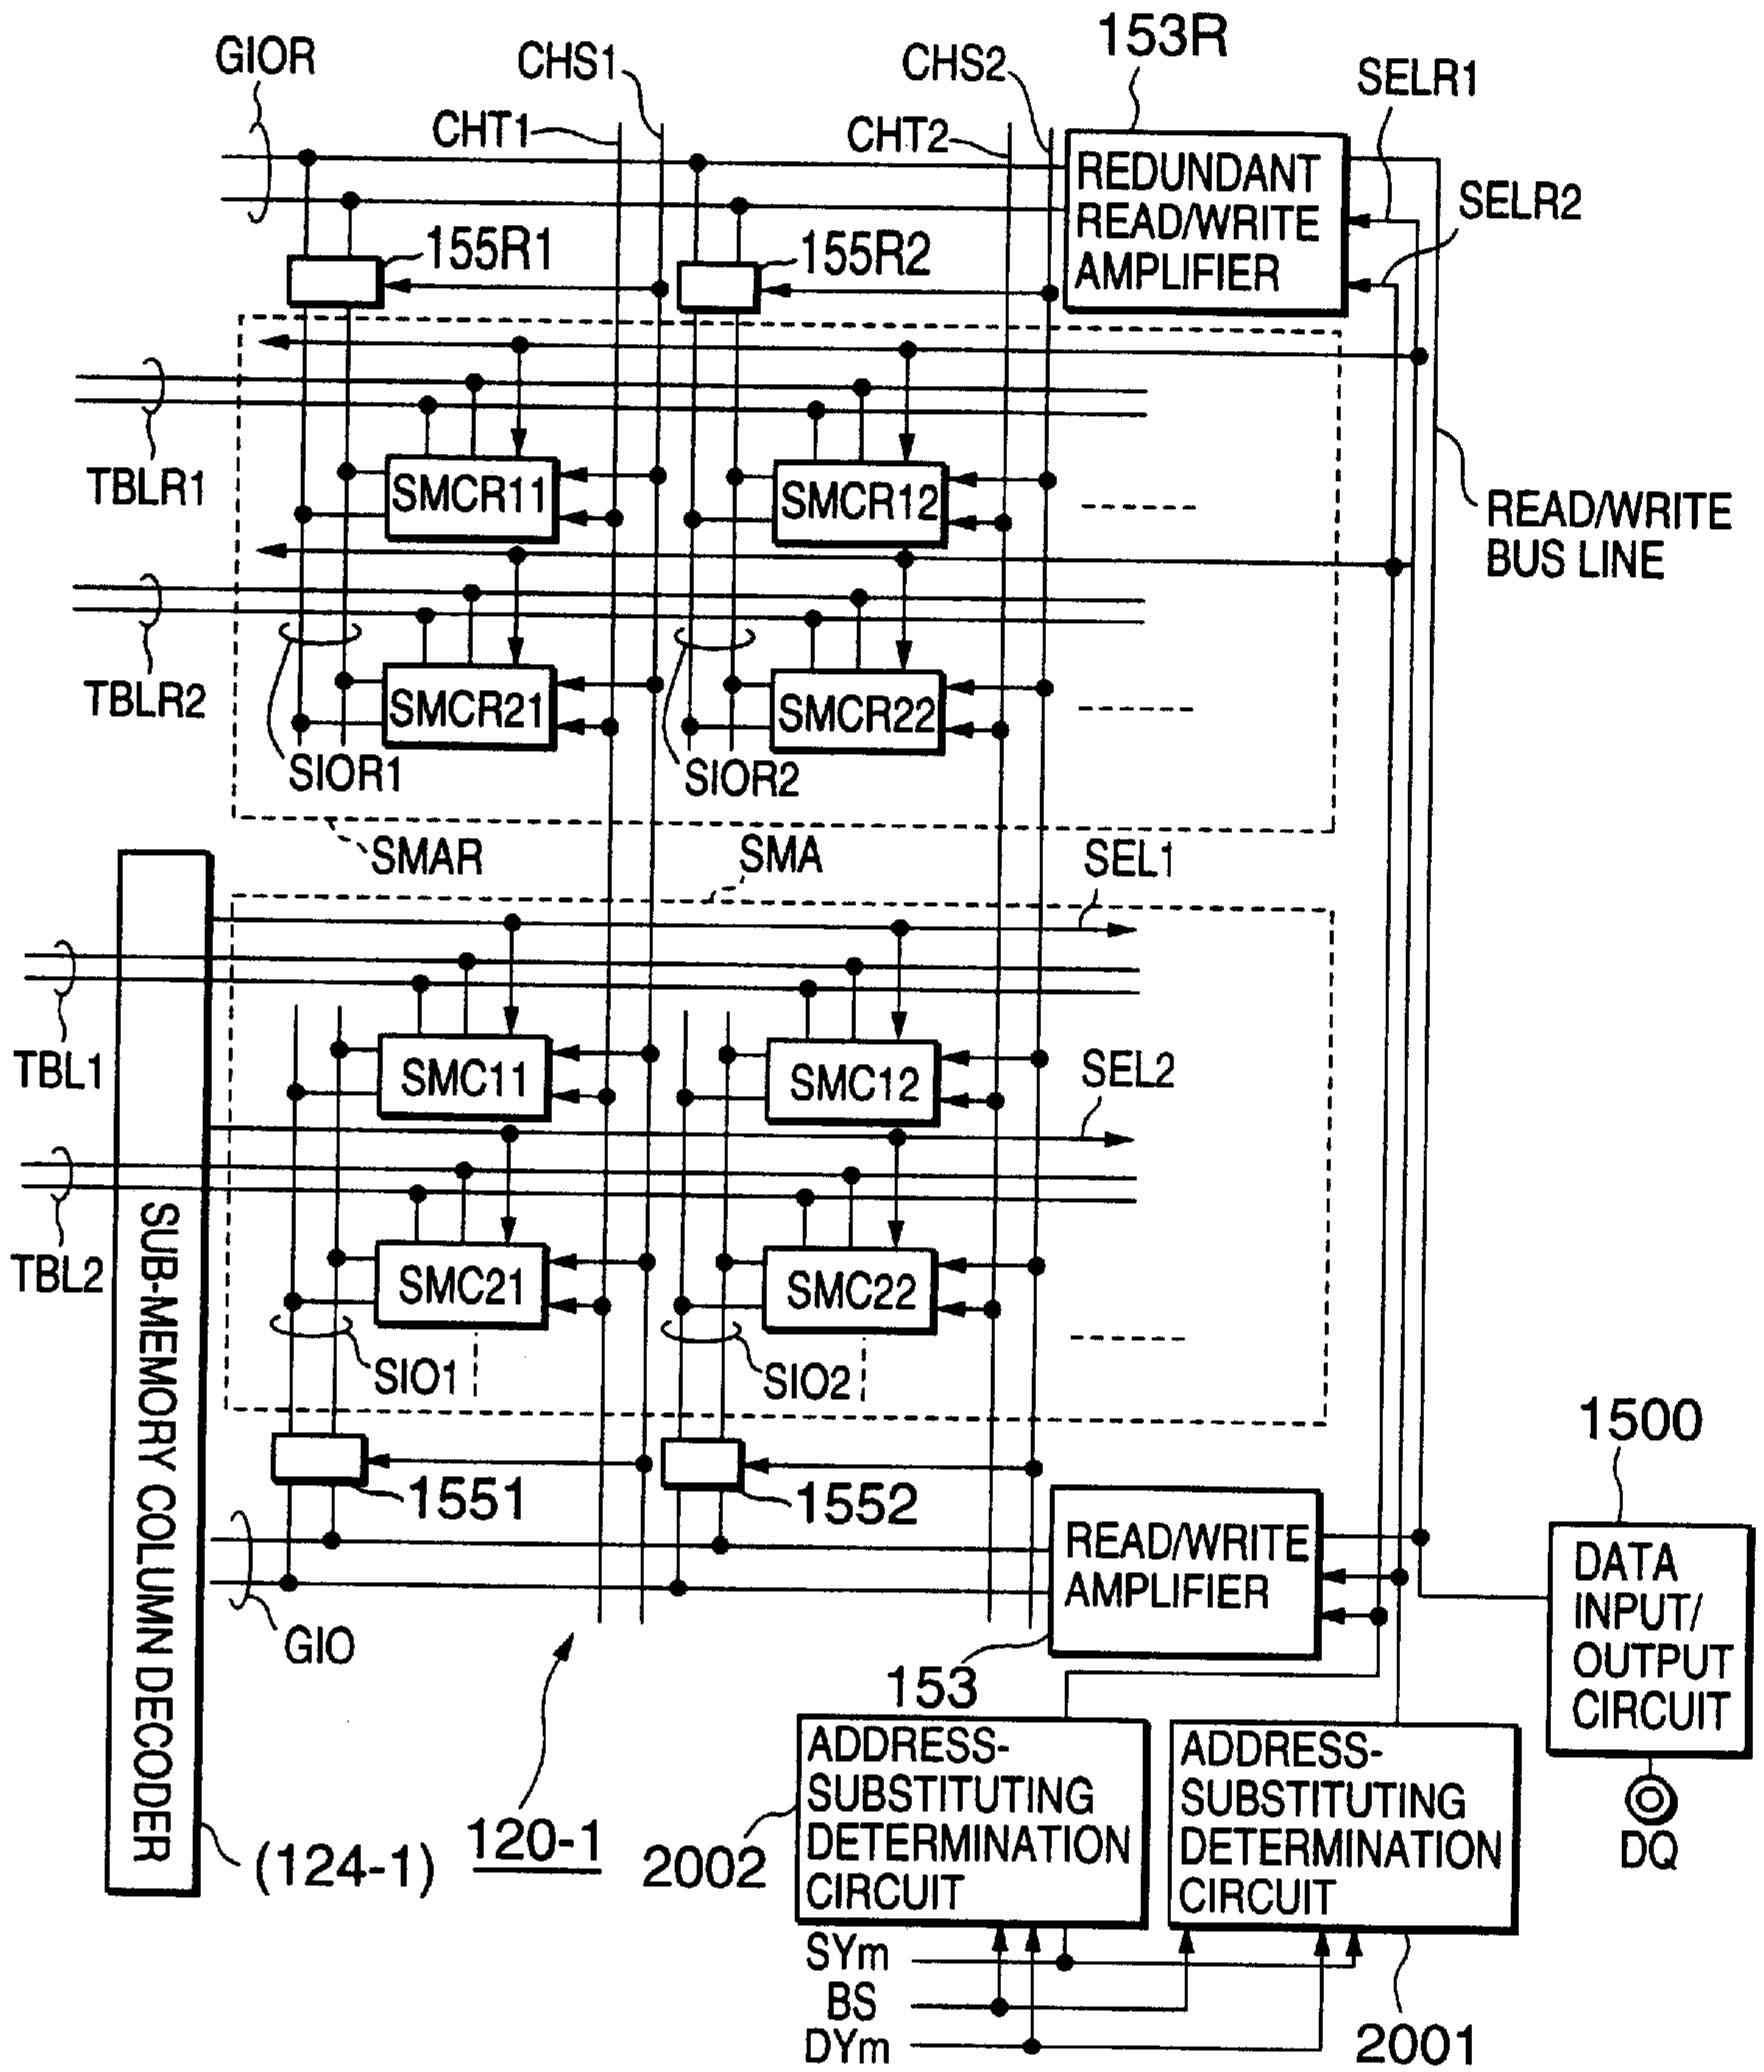 GIOR
CHS1
CHS2
153R
SELR1
CHT1
CHT2
SELR2
REDUNDANT
READ/WRITE
AMPLIFIER
155R1
155R2
TBLR1
SMCR11
SMCR12
READ/WRITE
BUS LINE
TBLR2
SMCR21
SMCR22
SIOR1
SIOR2
SMAR
SMA
SEL1
TBL1
SMC11
SMC12
SEL2
TBL2
SMC21
SMC22
SIO1
SIO2
SUB-MEMORY COLUMN DECODER
1551
1552
1500
READ/WRITE
AMPLIFIER
DATA
INPUT/
OUTPUT
CIRCUIT
GIO
153
DQ
(124-1)
120-1
2002
ADDRESS-
SUBSTITUTING
DETERMINATION
CIRCUIT
ADDRESS-
SUBSTITUTING
DETERMINATION
CIRCUIT
SYm
BS
DYm
2001